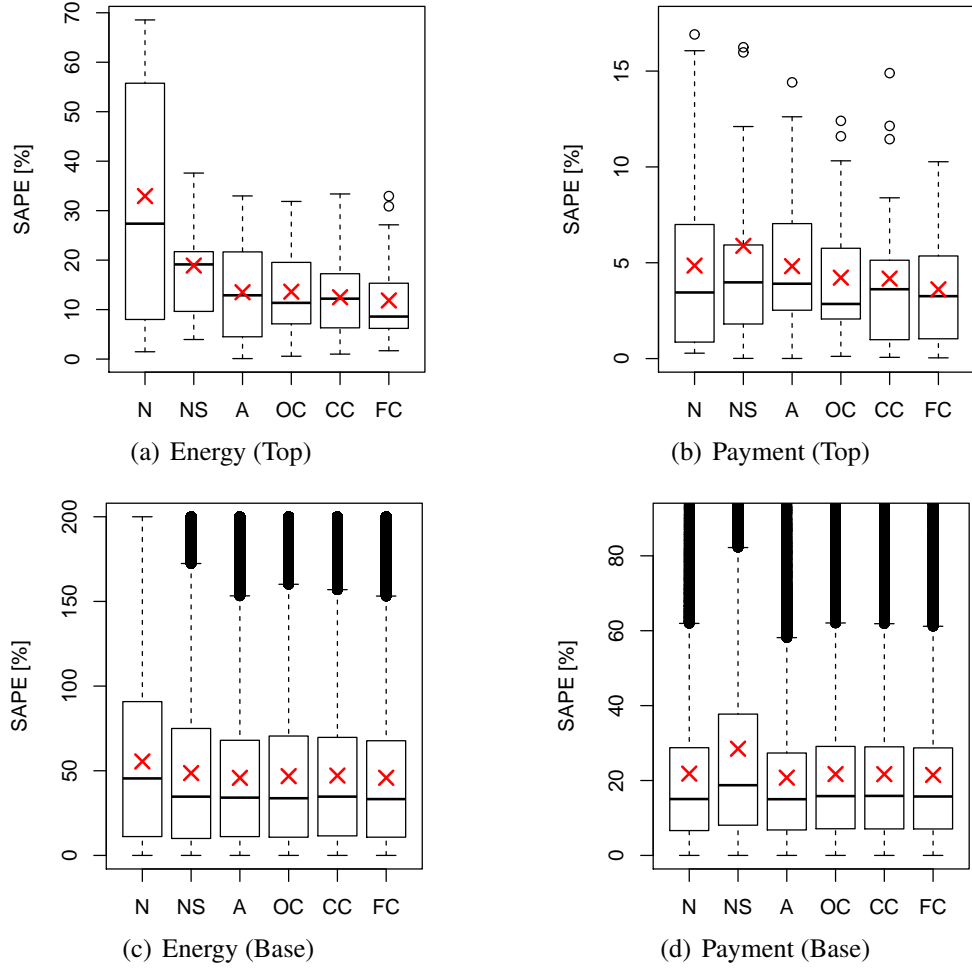 SAPE [%]
0 10 20 30 40 50 60 70
N NS A OC CC FC
(a) Energy (Top)
SAPE [%]
0 5 10 15
N NS A OC CC FC
(b) Payment (Top)
SAPE [%]
0 50 100 150 200
N NS A OC CC FC
(c) Energy (Base)
SAPE [%]
0 20 40 60 80
N NS A OC CC FC
(d) Payment (Base)